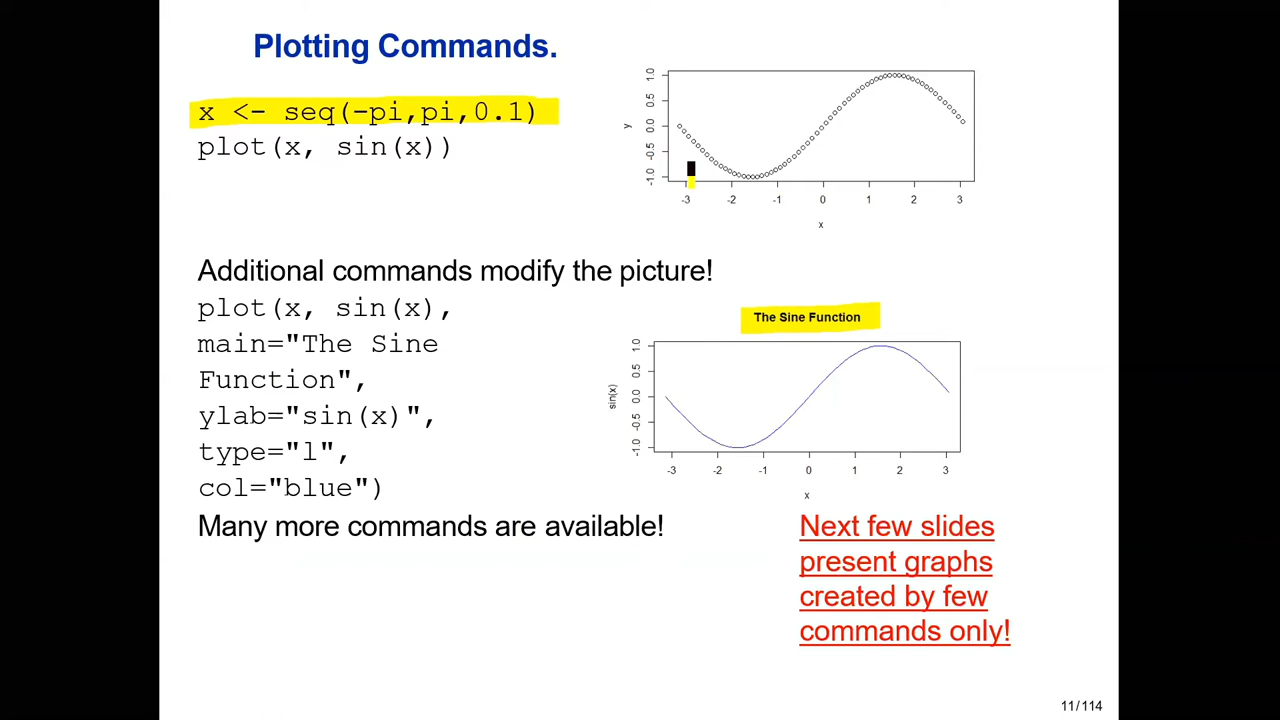 Plotting Commands.
x <- seq(-pi,pi,0.1)
plot(x, sin(x))
1.0
0.5
0.0
-0.5
-1.0
y
-3 -2 -1 0 1 2 3
x
Additional commands modify the picture!
plot(x, sin(x),
main="The Sine
Function",
ylab="sin(x)",
type="l",
col="blue")
The Sine Function
1.0
0.5
0.0
-0.5
-1.0
sin(x)
-3 -2 -1 0 1 2 3
x
Many more commands are available!
Next few slides
present graphs
created by few
commands only!
11/114